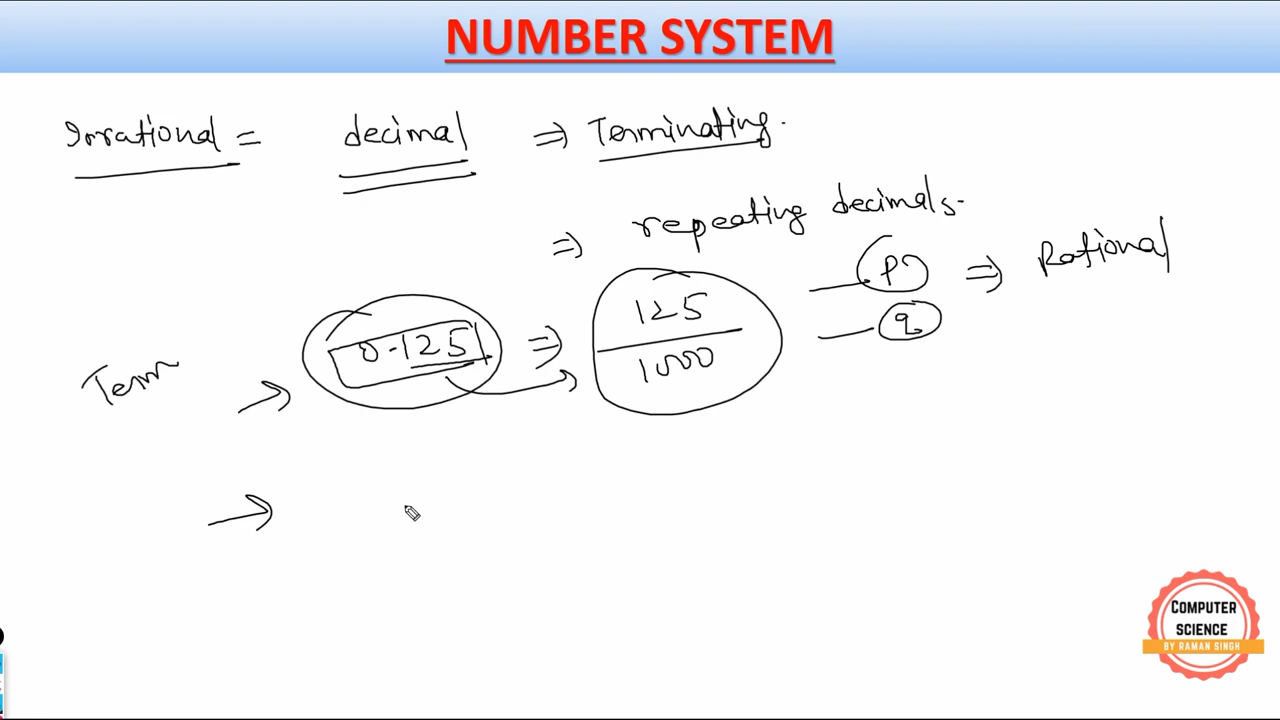 NUMBER SYSTEM
Irrational = decimal ⇒ Terminating.
⇒ repeating decimals.
Term → 0.125 ⇒ 125/1000 p/q ⇒ Rational
→
COMPUTER
SCIENCE
BY RAMAN SINGH